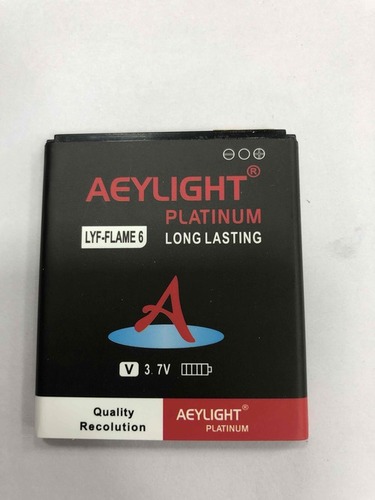 AEYLIGHT®
PLATINUM
LYF-FLAME 6 LONG LASTING
A
V 3.7V
Quality
Recolution
AEYLIGHT®
PLATINUM